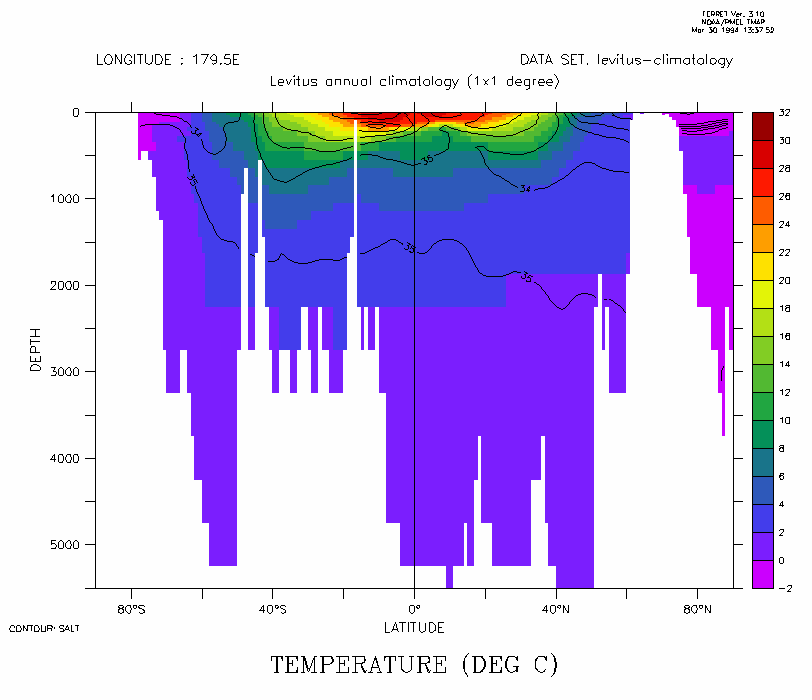 FERRET Ver. 3.10
NOAA/PMEL TMAP
Mar 30 1994 13:37:59
LONGITUDE : 179.5E
DATA SET: levitus-climatology
Levitus annual climatology (1x1 degree)
0
1000
2000
3000
4000
5000
DEPTH
34
35
35
34
35
35
32
30
28
26
24
22
20
18
16
14
12
10
8
6
4
2
0
-2
80°S
40°S
0°
40°N
80°N
LATITUDE
CONTOUR: SALT
TEMPERATURE (DEG C)